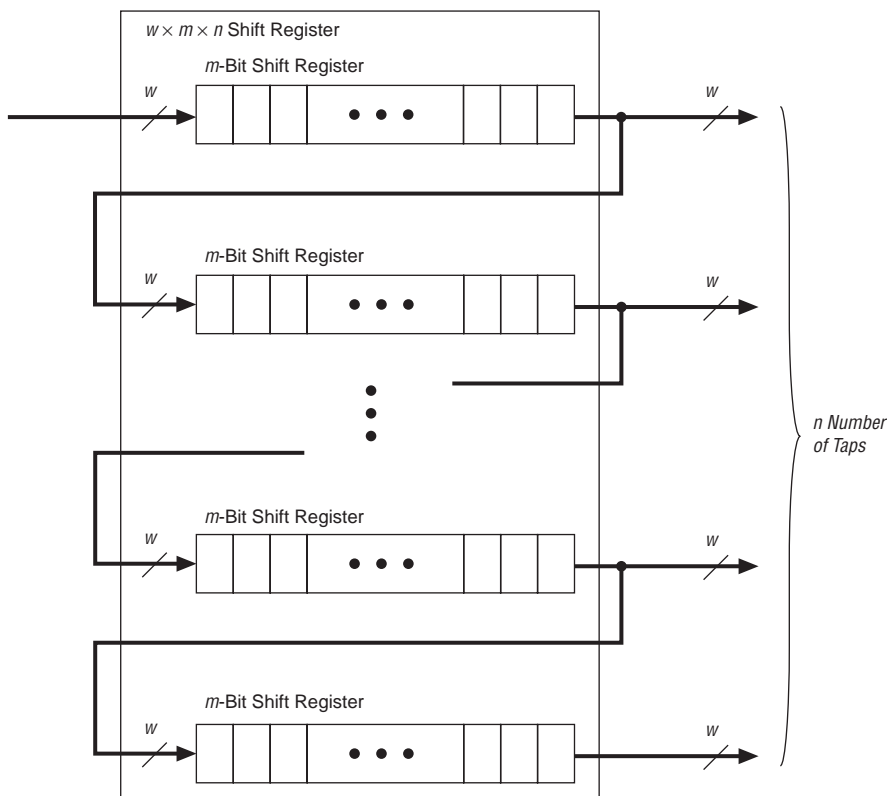 w × m × n Shift Register
m-Bit Shift Register
w
w
m-Bit Shift Register
w
w
n Number
of Taps
m-Bit Shift Register
w
w
m-Bit Shift Register
w
w